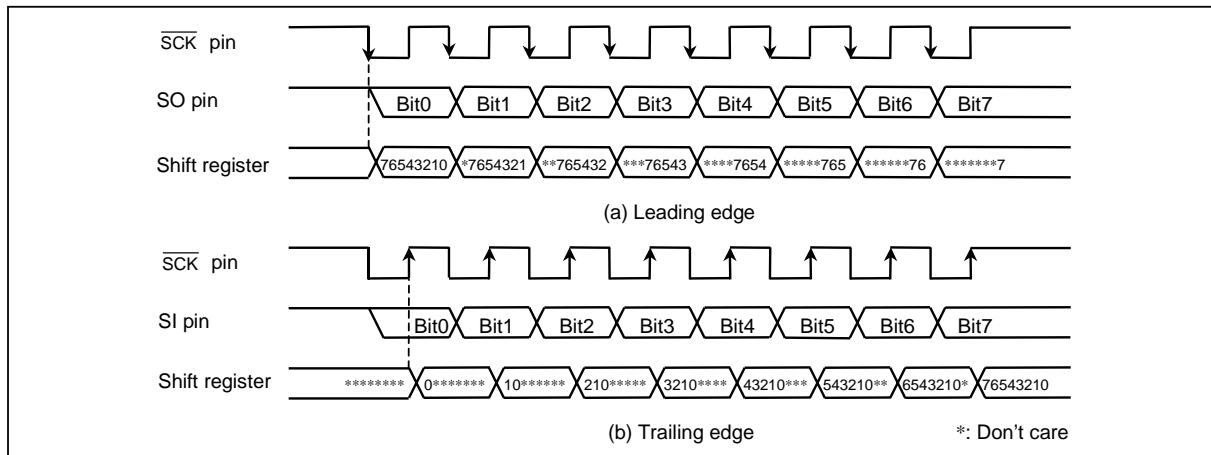 SCK pin
SO pin Bit0 Bit1 Bit2 Bit3 Bit4 Bit5 Bit6 Bit7
Shift register 76543210 *7654321 **765432 ***76543 ****7654 *****765 ******76 *******7
(a) Leading edge
SCK pin
SI pin Bit0 Bit1 Bit2 Bit3 Bit4 Bit5 Bit6 Bit7
Shift register ******** 0******* 10****** 210***** 3210**** 43210*** 543210** 6543210* 76543210
(b) Trailing edge *: Don't care